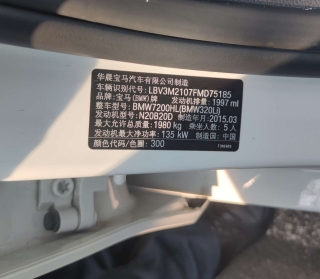 华晨宝马汽车有限公司制造
车辆识别代号: LBV3M2107FMD75185
品牌:宝马(BMW)牌 发动机排量: 1997 ml
整车型号: BMW7200HL(BMW320Li)
发动机型号: N20B20D 制造年月: 2015.03
最大允许总质量: 1980 kg 乘坐人数: 5 人
发动机最大净功率: 135 kW 制造国: 中国
颜色代码/色彩: 300